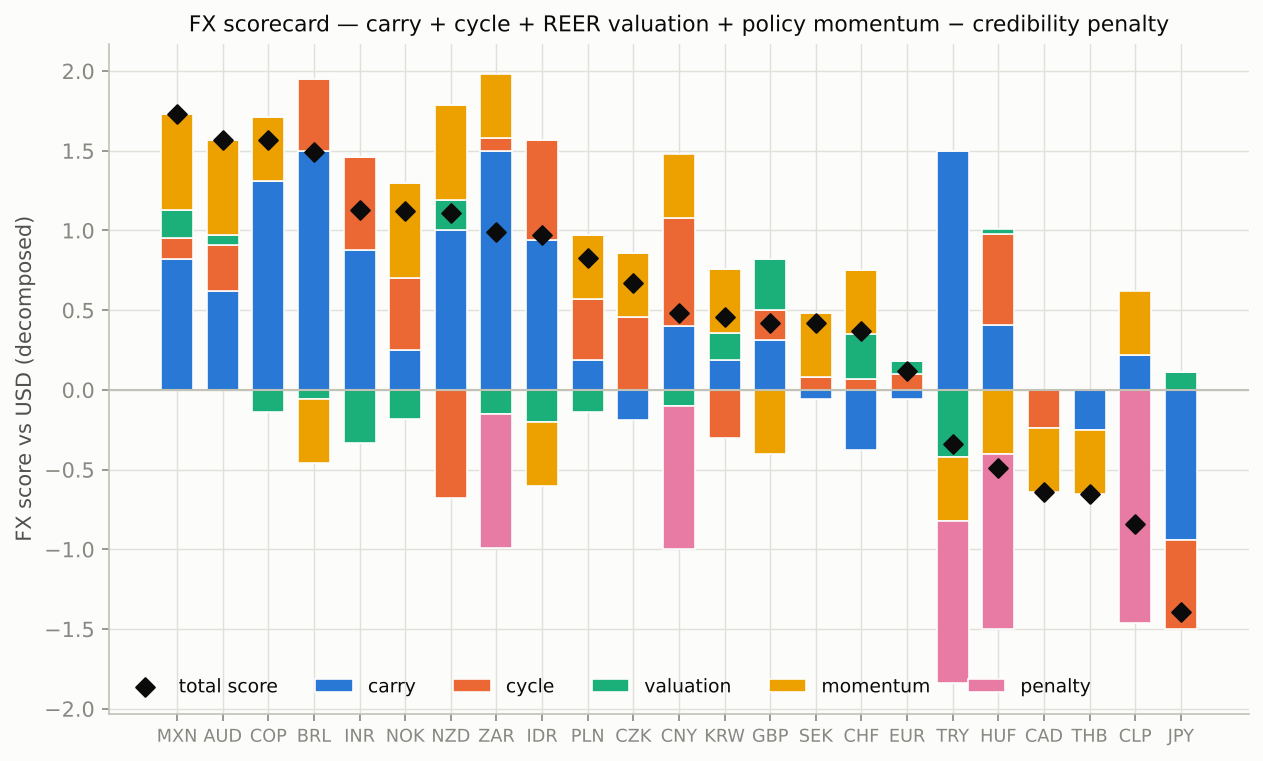 FX scorecard — carry + cycle + REER valuation + policy momentum − credibility penalty
FX score vs USD (decomposed)
2.0
1.5
1.0
0.5
0.0
−0.5
−1.0
−1.5
−2.0
total score carry cycle valuation momentum penalty
MXN AUD COP BRL INR NOK NZD ZAR IDR PLN CZK CNY KRW GBP SEK CHF EUR TRY HUF CAD THB CLP JPY